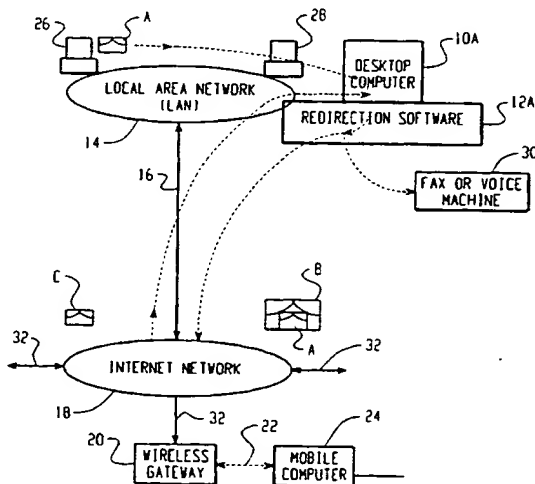 26
A
28
10A
DESKTOP
COMPUTER
LOCAL AREA NETWORK
(LAN)
REDIRECTION SOFTWARE
12A
14
16
30
FAX OR VOICE
MACHINE
C
B
A
32
32
INTERNET NETWORK
18
32
24
20
22
WIRELESS
GATEWAY
MOBILE
COMPUTER